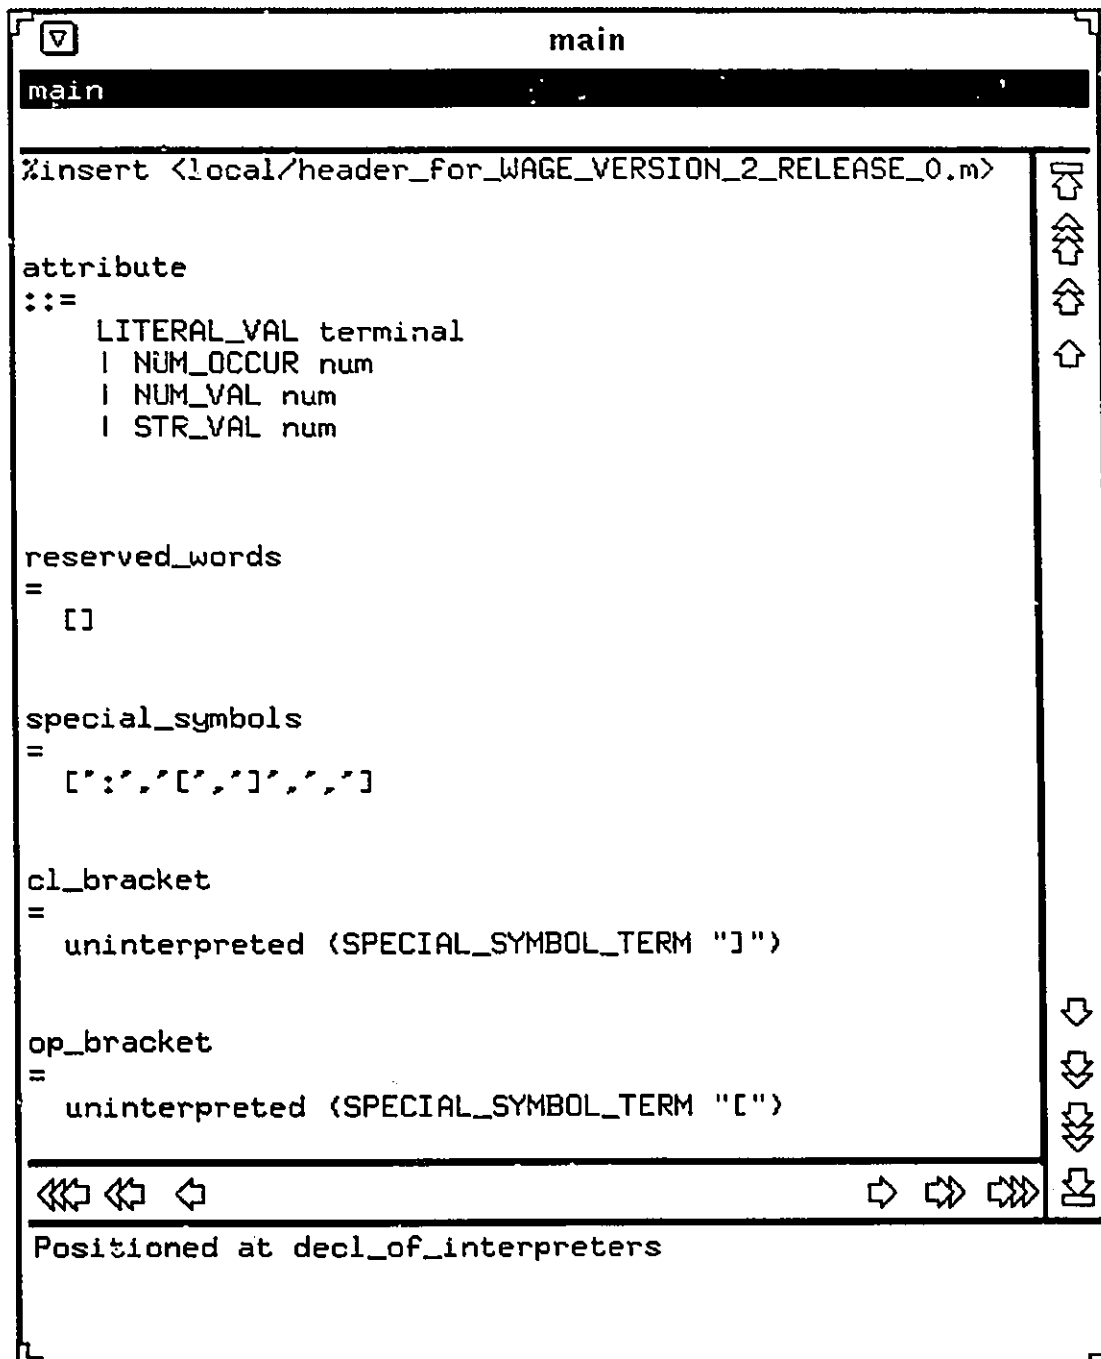 main
main
%insert <local/header_for_WAGE_VERSION_2_RELEASE_0.m>
attribute
::=
LITERAL_VAL terminal
| NUM_OCCUR num
| NUM_VAL num
| STR_VAL num
reserved_words
=
[]
special_symbols
=
[':','[',']',',']
cl_bracket
=
uninterpreted (SPECIAL_SYMBOL_TERM "]")
op_bracket
=
uninterpreted (SPECIAL_SYMBOL_TERM "[")
Positioned at decl_of_interpreters